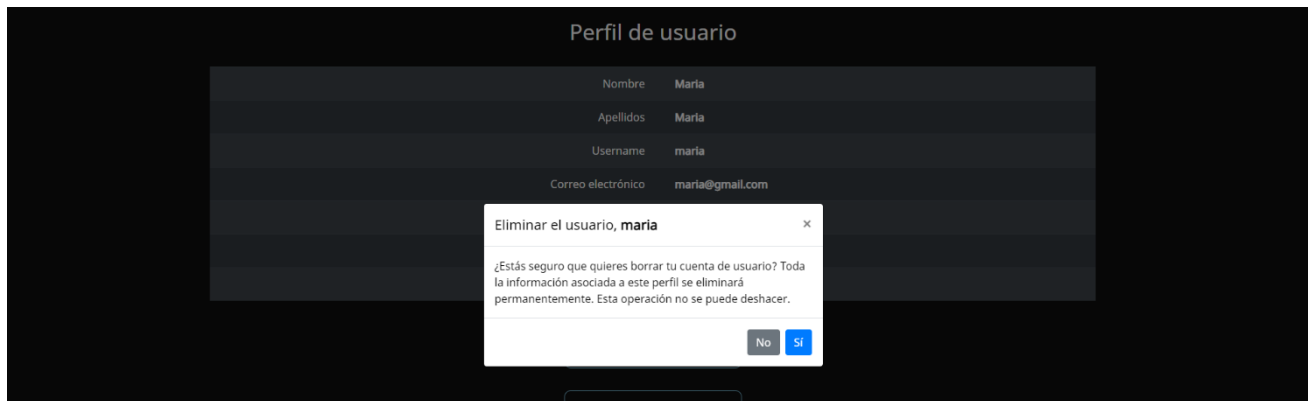 Perfil de usuario
Nombre Maria
Apellidos Maria
Username maria
Correo electrónico maria@gmail.com
Eliminar el usuario, maria ×
¿Estás seguro que quieres borrar tu cuenta de usuario? Toda
la información asociada a este perfil se eliminará
permanentemente. Esta operación no se puede deshacer.
No Sí